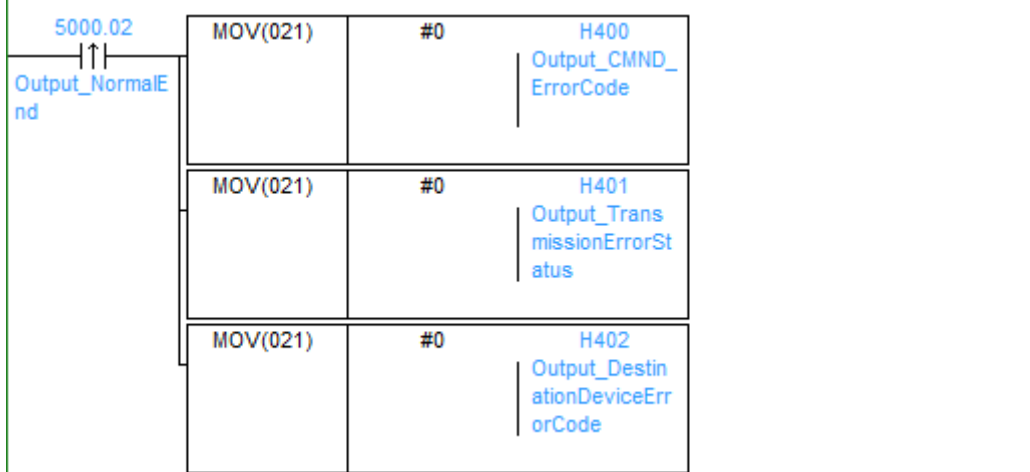 5000.02
Output_NormalE
nd
MOV(021) #0 H400
Output_CMND_
ErrorCode
MOV(021) #0 H401
Output_Trans
missionErrorSt
atus
MOV(021) #0 H402
Output_Destin
ationDeviceErr
orCode